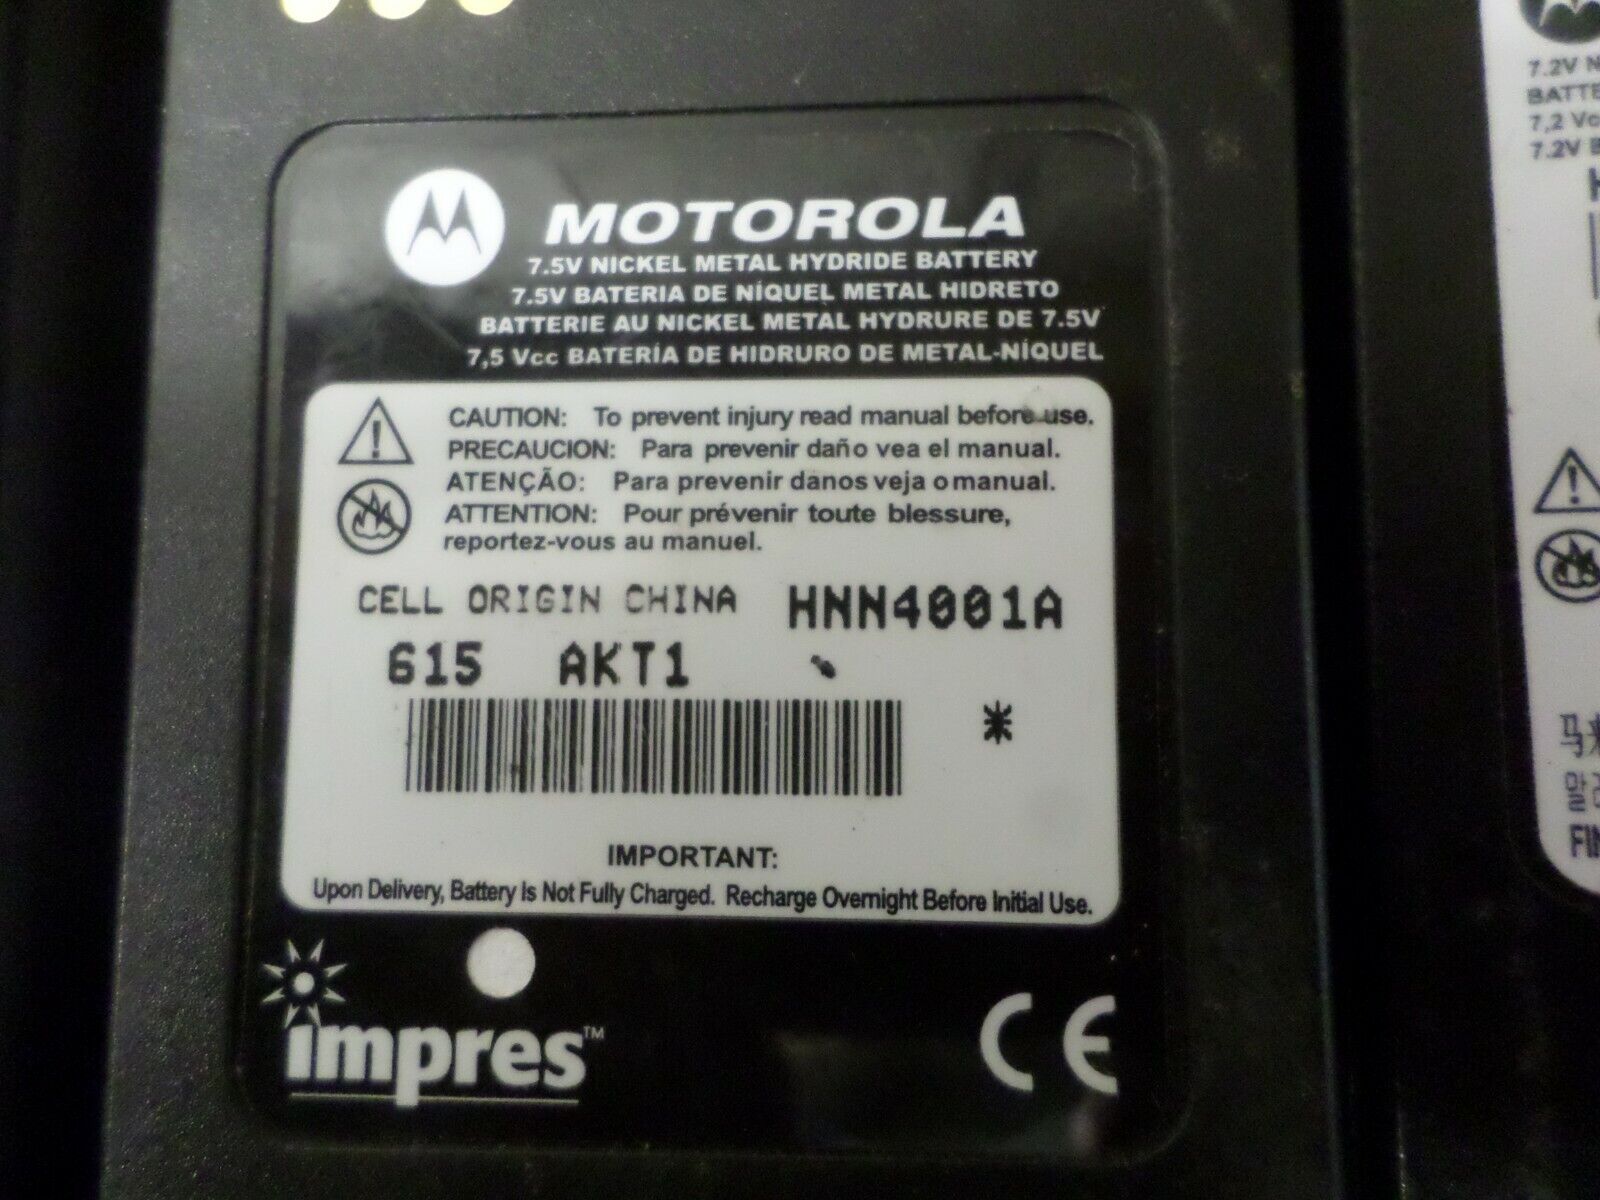 MOTOROLA
7.5V NICKEL METAL HYDRIDE BATTERY
7.5V BATERIA DE NÍQUEL METAL HIDRETO
BATTERIE AU NICKEL METAL HYDRURE DE 7.5V
7,5 Vcc BATERÍA DE HIDRURO DE METAL-NÍQUEL
CAUTION: To prevent injury read manual before use.
PRECAUCION: Para prevenir daño vea el manual.
ATENÇÃO: Para prevenir danos veja o manual.
ATTENTION: Pour prévenir toute blessure,
reportez-vous au manuel.
CELL ORIGIN CHINA HNN4001A
615 AKT1
*
IMPORTANT:
Upon Delivery, Battery Is Not Fully Charged. Recharge Overnight Before Initial Use.
impres™
CE
7.2V
7,2
7.2V